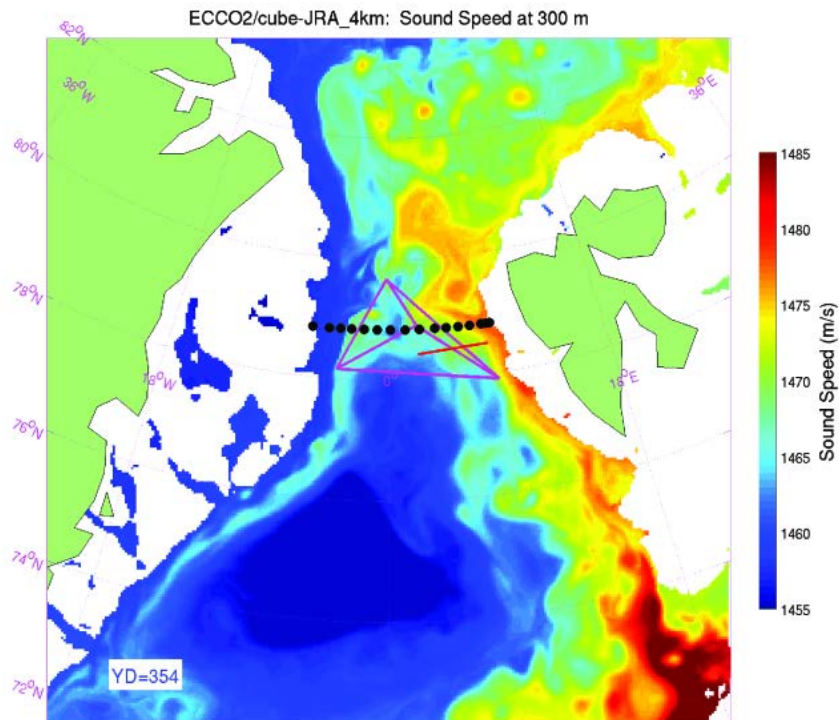 ECCO2/cube-JRA_4km: Sound Speed at 300 m
82°N
36°W
36°E
80°N
1485
1480
78°N
1475
18°W
0°
18°E
1470
76°N
1465
74°N
1460
1455
Sound Speed (m/s)
YD=354
72°N